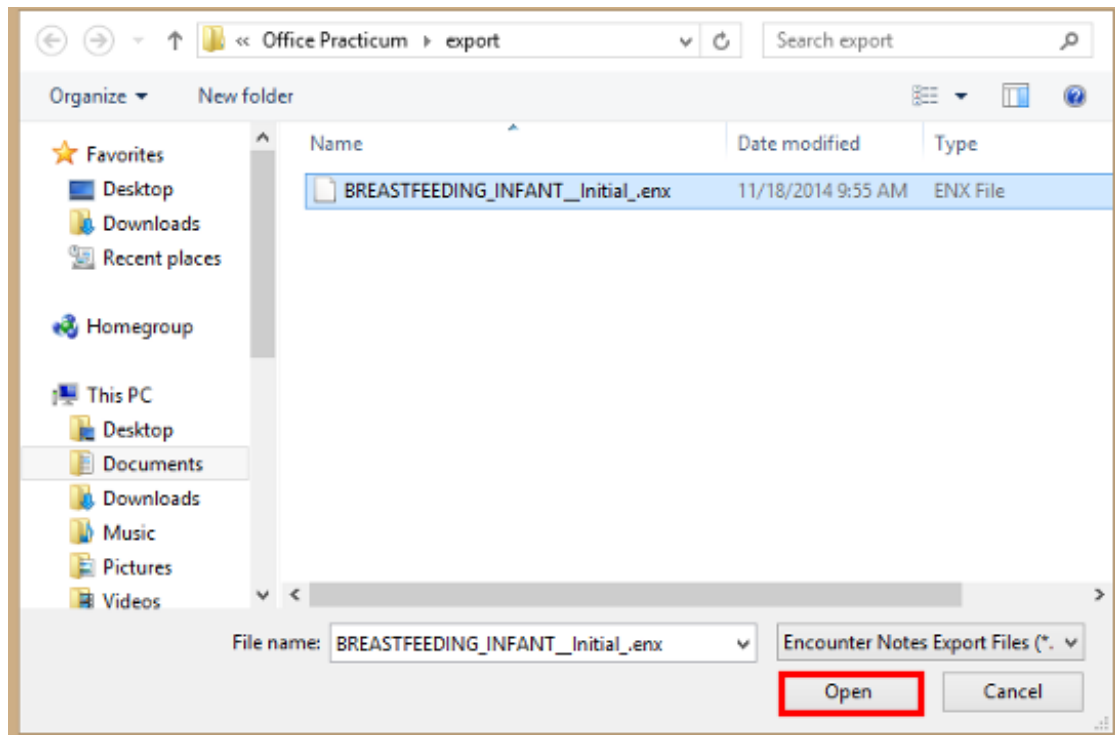 « Office Practicum ▸ export
Search export
Organize
New folder
Name
Date modified
Type
Favorites
Desktop
Downloads
Recent places
Homegroup
This PC
Desktop
Documents
Downloads
Music
Pictures
Videos
BREASTFEEDING_INFANT__Initial_.enx 11/18/2014 9:55 AM ENX File
File name: BREASTFEEDING_INFANT__Initial_.enx
Encounter Notes Export Files (*.
Open
Cancel